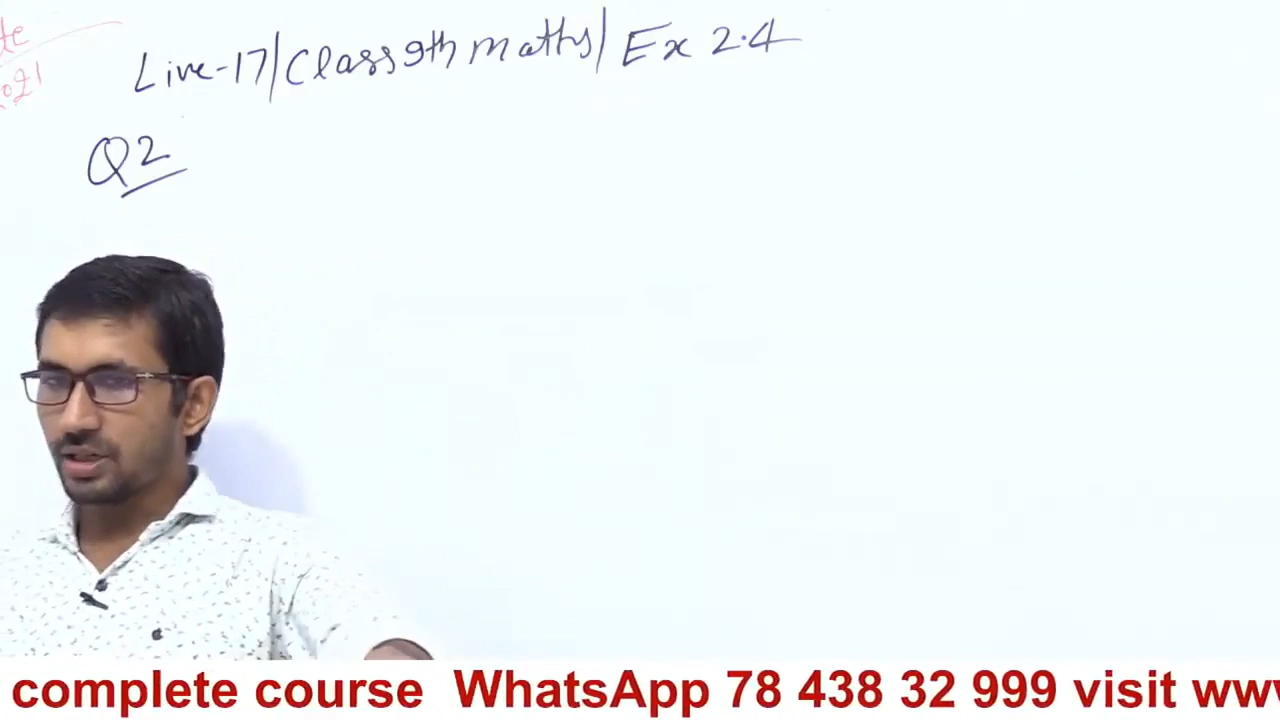 Live-17/Class 9th maths/Ex 2.4
Q2
complete course WhatsApp 78 438 32 999 visit www